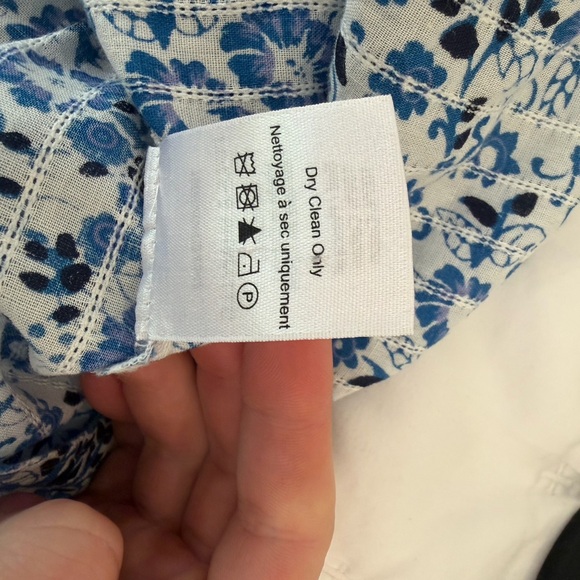 Dry Clean Only
Nettoyage à sec uniquement
P